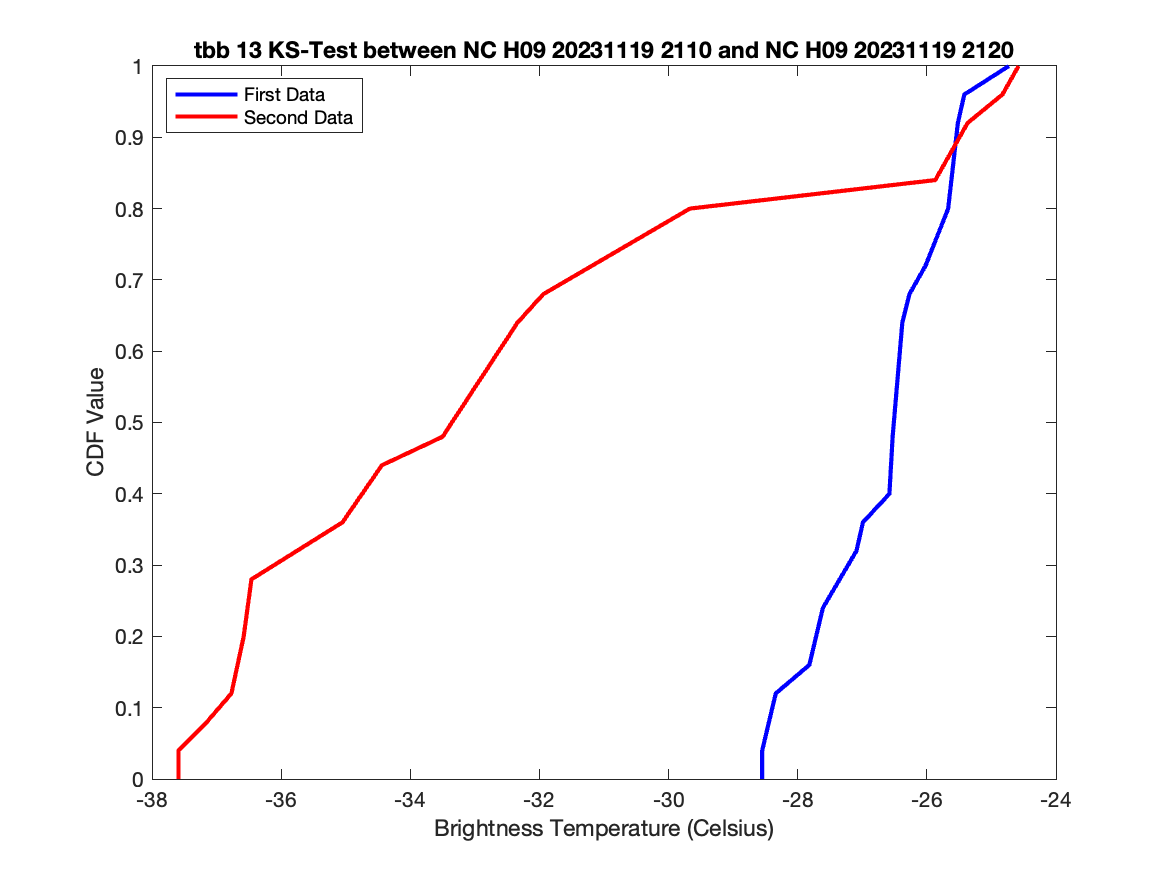 tbb 13 KS-Test between NC H09 20231119 2110 and NC H09 20231119 2120
First Data
Second Data
1
0.9
0.8
0.7
0.6
0.5
0.4
0.3
0.2
0.1
0
CDF Value
-38 -36 -34 -32 -30 -28 -26 -24
Brightness Temperature (Celsius)